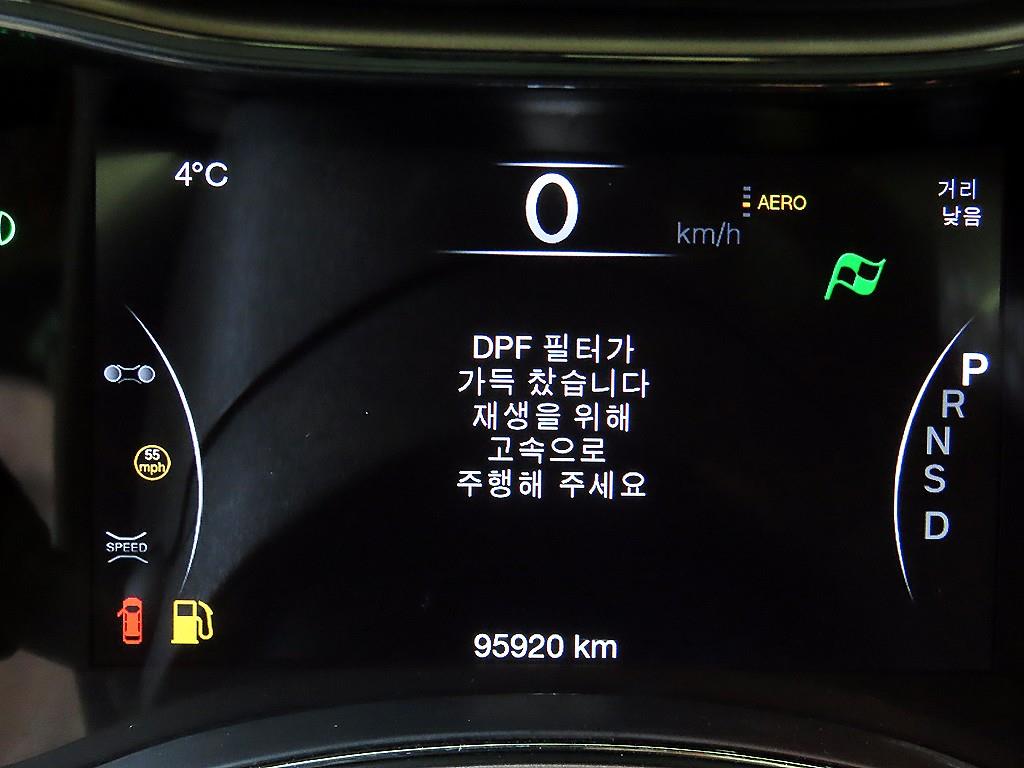 4°C
0
km/h
AERO
거리
낮음
DPF 필터가
가득 찼습니다
재생을 위해
고속으로
주행해 주세요
55
mph
SPEED
P
R
N
S
D
95920 km